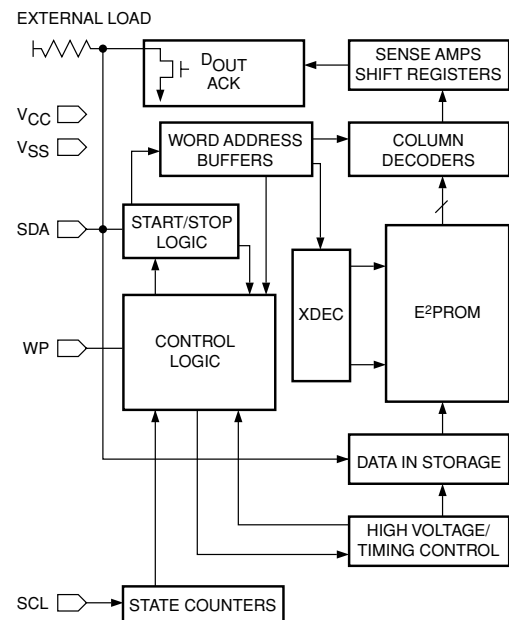 EXTERNAL LOAD
DOUT
ACK
SENSE AMPS
SHIFT REGISTERS
VCC
VSS
WORD ADDRESS
BUFFERS
COLUMN
DECODERS
SDA
START/STOP
LOGIC
XDEC
E²PROM
WP
CONTROL
LOGIC
DATA IN STORAGE
HIGH VOLTAGE/
TIMING CONTROL
SCL
STATE COUNTERS